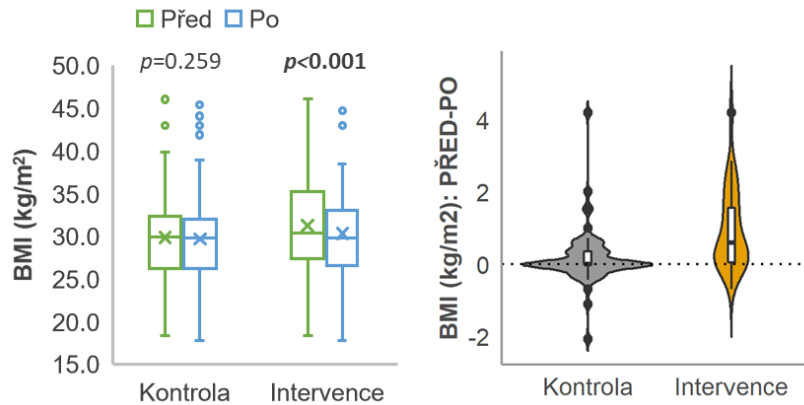 Před Po
p=0.259 p<0.001
BMI (kg/m²)
50.0
45.0
40.0
35.0
30.0
25.0
20.0
15.0
Kontrola Intervence
BMI (kg/m2): PŘED-PO
4
2
0
-2
Kontrola Intervence